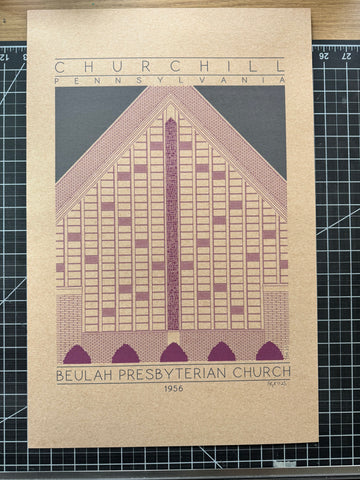 CHURCHILL
PENNSYLVANIA
BEULAH PRESBYTERIAN CHURCH
1956